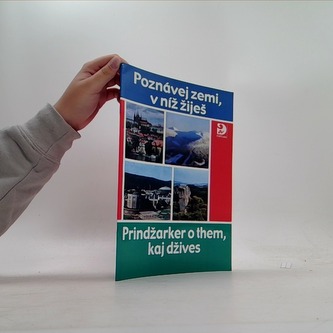 Poznávej zemi,
v níž žiješ
Prindžarker o them,
kaj džives